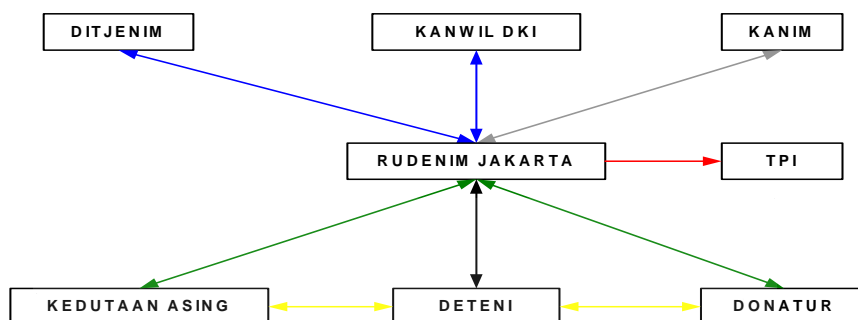 DITJENIM
KANWIL DKI
KANIM
RUDENIM JAKARTA
TPI
KEDUTAAN ASING
DETENI
DONATUR